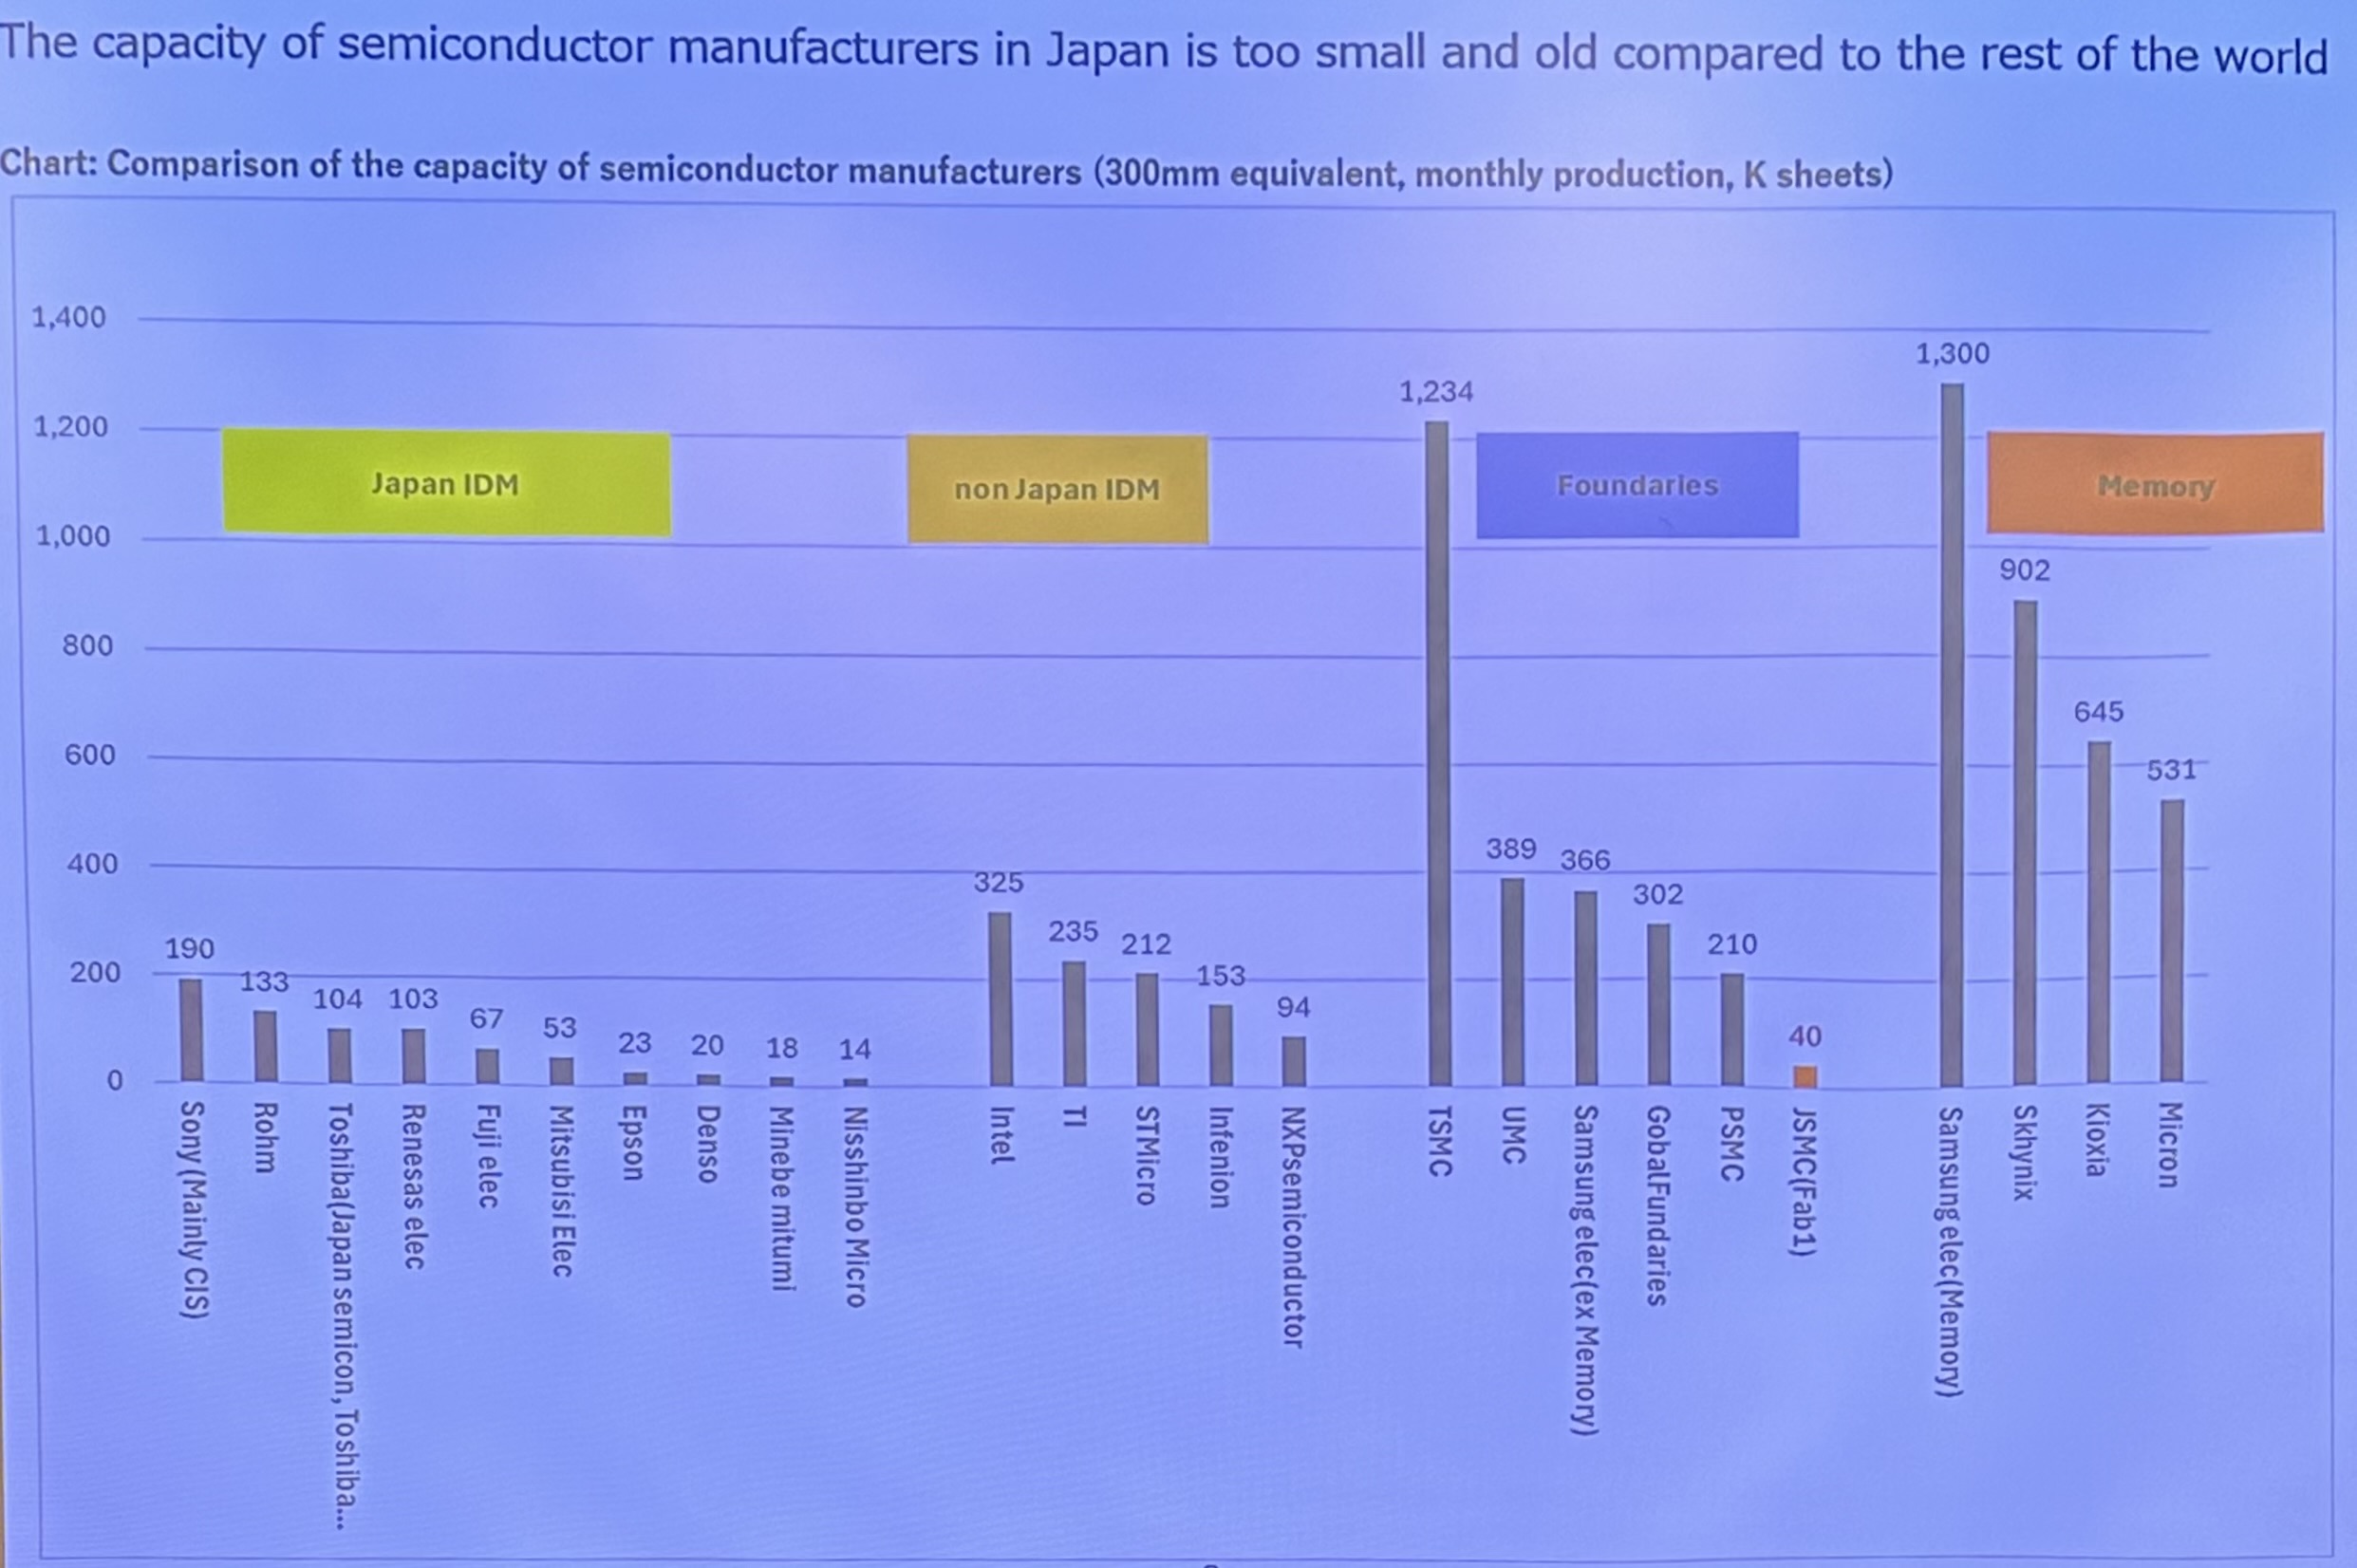 The capacity of semiconductor manufacturers in Japan is too small and old compared to the rest of the world
Chart: Comparison of the capacity of semiconductor manufacturers (300mm equivalent, monthly production, K sheets)
1,400
1,200
1,000
800
600
400
200
0
Japan IDM
non Japan IDM
Foundaries
Memory
190
133
104
103
67
53
23
20
18
14
325
235
212
153
94
1,234
389
366
302
210
40
1,300
902
645
531
Sony (Mainly CIS)
Rohm
Toshiba(Japan semicon, Toshiba...
Renesas elec
Fuji elec
Mitsubisi Elec
Epson
Denso
Minebe mitumi
Nisshinbo Micro
Intel
TI
STMicro
Infenion
NXPsemiconductor
TSMC
UMC
Samsung elec(ex Memory)
GobalFundaries
PSMC
JSMC(Fab1)
Samsung elec(Memory)
Skhynix
Kioxia
Micron